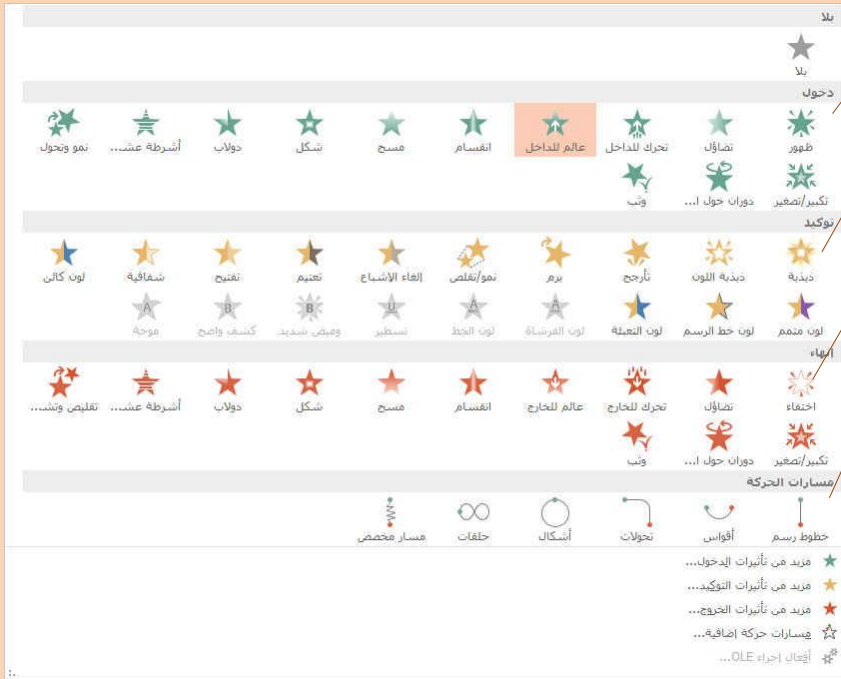 بلا
بلا
دخول
ظهور تضاؤل تحرك للداخل عائم للداخل انقسام مسح شكل دولاب أشرطة عشـ... نمو وتحول
تكبير/تصغير دوران حول ا... وثب
توكيد
ذبذبة ذبذبة اللون تأرجح برم نمو/تقلص إلغاء الإشباع تعتيم تفتيح شفافية لون كائن
لون متمم لون خط الرسم لون التعبئة لون الفرشاة لون الخط تسطير وميض شديد كشف واضح موجة
إنهاء
اختفاء تضاؤل تحرك للخارج عائم للخارج انقسام مسح شكل دولاب أشرطة عشـ... تقليص وتشـ...
تكبير/تصغير دوران حول ا... وثب
مسارات الحركة
خطوط رسم أقواس تحولات أشكال حلقات مسار مخصص
مزيد من تأثيرات الدخول...
مزيد من تأثيرات التوكيد...
مزيد من تأثيرات الخروج...
مسارات حركة إضافية...
أفعال إجراء OLE...